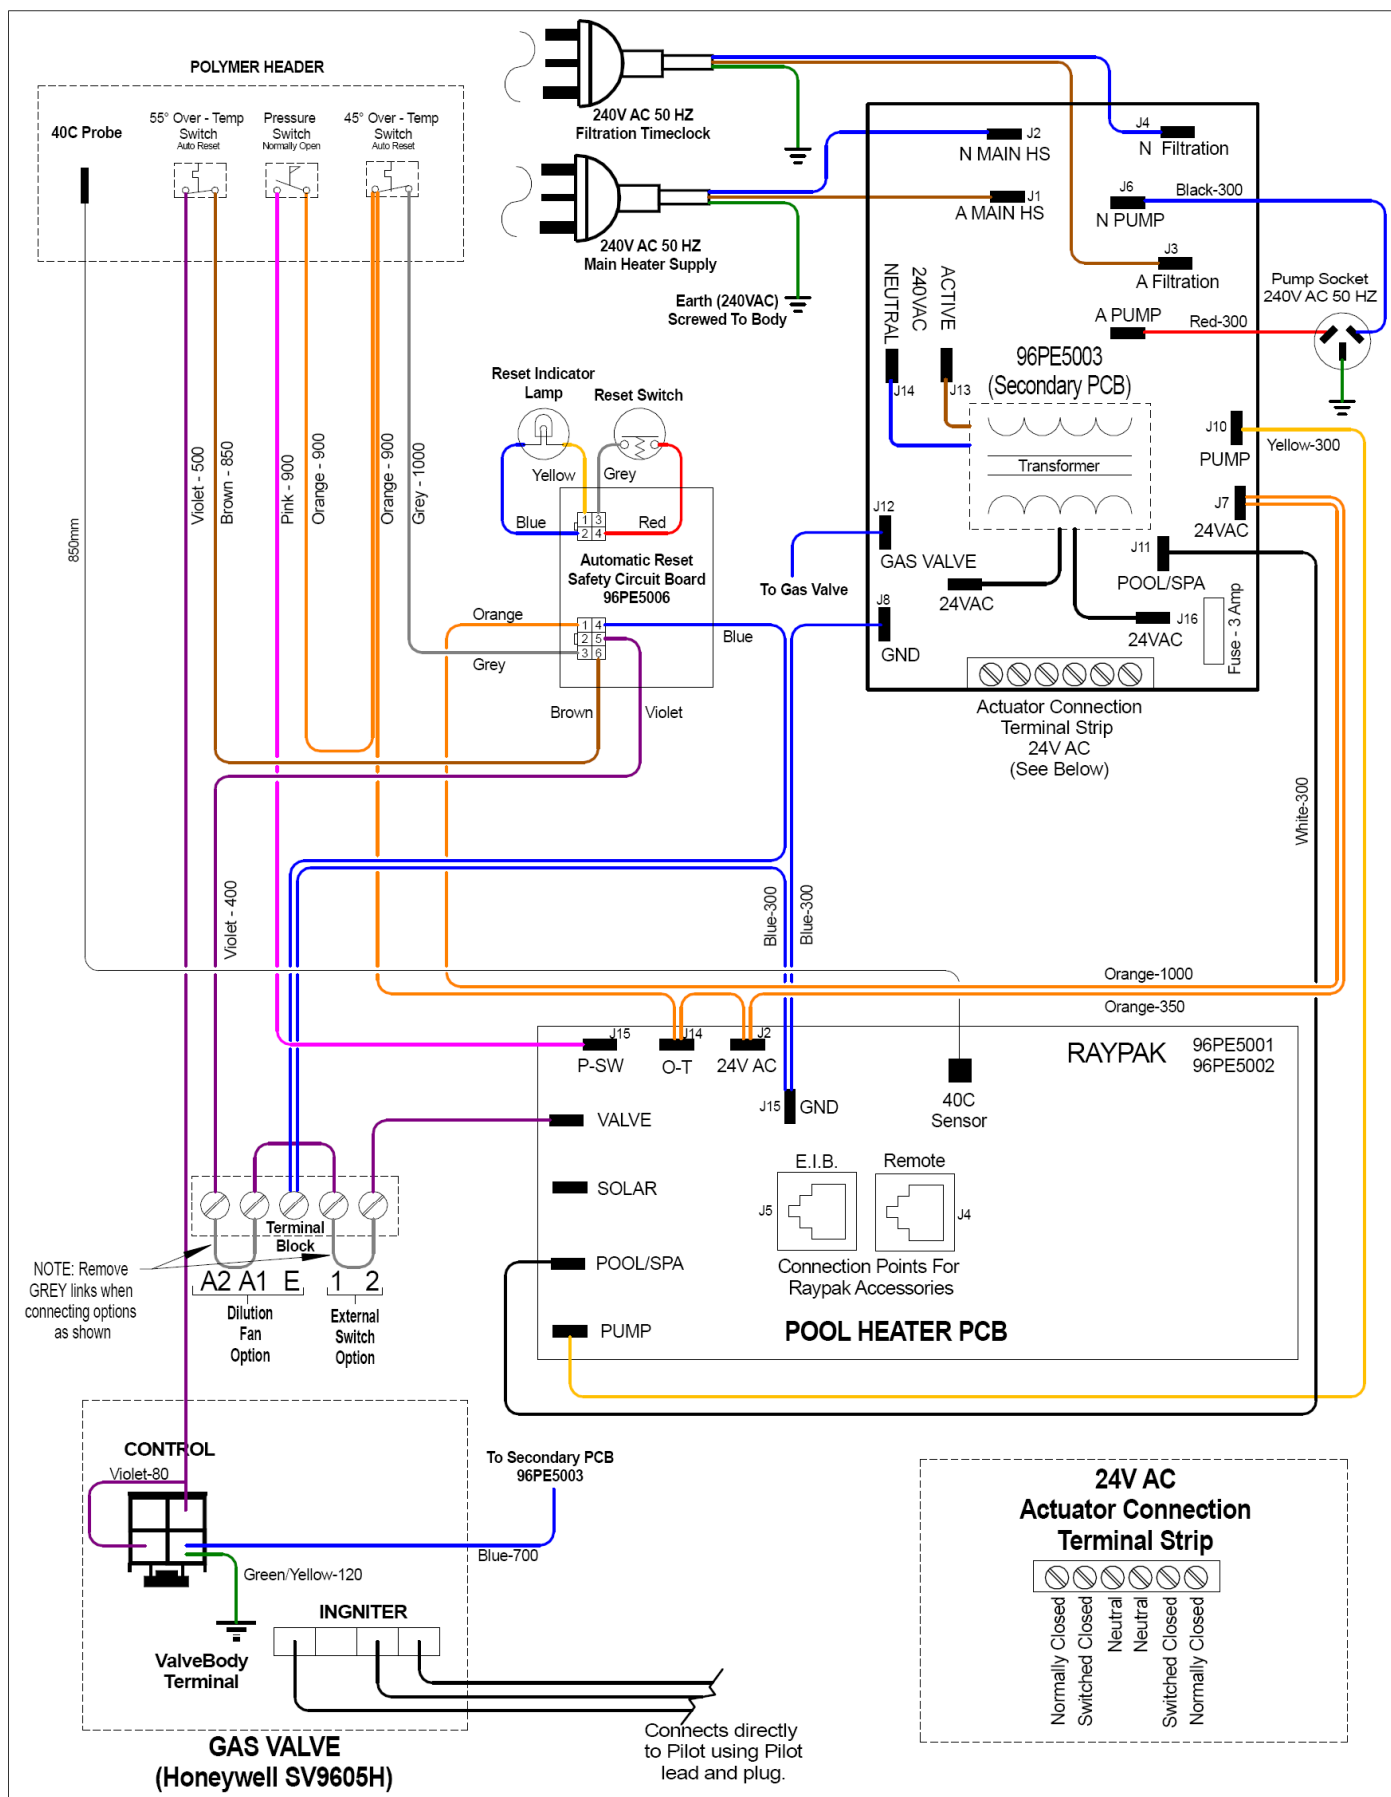 POLYMER HEADER
40C Probe
55° Over - Temp
Switch
Auto Reset
Pressure
Switch
Normally Open
45° Over - Temp
Switch
Auto Reset
240V AC 50 HZ
Filtration Timeclock
240V AC 50 HZ
Main Heater Supply
Earth (240VAC)
Screwed To Body
J2
N MAIN HS
J1
A MAIN HS
J4
N Filtration
J6
N PUMP
Black-300
J3
A Filtration
A PUMP
Red-300
Pump Socket
240V AC 50 HZ
NEUTRAL
240VAC
ACTIVE
J14
J13
96PE5003
(Secondary PCB)
Transformer
J10
PUMP
Yellow-300
J7
24VAC
J12
GAS VALVE
To Gas Valve
J11
POOL/SPA
24VAC
J16
24VAC
Fuse - 3 Amp
J8
GND
Actuator Connection
Terminal Strip
24V AC
(See Below)
Reset Indicator
Lamp
Reset Switch
Yellow
Grey
Blue
1 3
2 4
Red
Automatic Reset
Safety Circuit Board
96PE5006
Orange
1 4
2 5
3 6
Blue
Grey
Brown
Violet
850mm
Violet - 500
Brown - 850
Pink - 900
Orange - 900
Orange - 900
Grey - 1000
Violet - 400
Blue-300
Blue-300
White-300
Orange-1000
Orange-350
J15
P-SW
J14
O-T
J2
24V AC
RAYPAK
96PE5001
96PE5002
J15
GND
40C
Sensor
VALVE
SOLAR
POOL/SPA
PUMP
E.I.B.
J5
Remote
J4
Connection Points For
Raypak Accessories
POOL HEATER PCB
Terminal
Block
NOTE: Remove
GREY links when
connecting options
as shown
A2 A1 E 1 2
Dilution
Fan
Option
External
Switch
Option
CONTROL
Violet-80
To Secondary PCB
96PE5003
Blue-700
Green/Yellow-120
INGNITER
ValveBody
Terminal
GAS VALVE
(Honeywell SV9605H)
Connects directly
to Pilot using Pilot
lead and plug.
24V AC
Actuator Connection
Terminal Strip
Normally Closed
Switched Closed
Neutral
Neutral
Switched Closed
Normally Closed